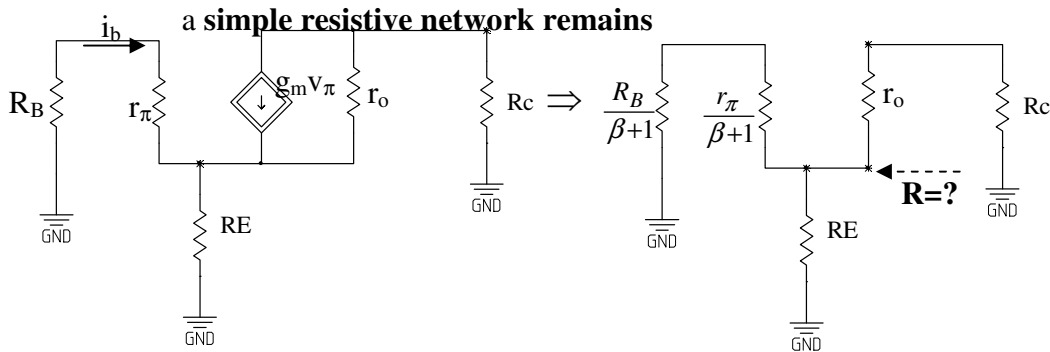 a simple resistive network remains
i_b
R_B
r_π
g_m v_π
r_o
Rc
RE
GND
GND
GND
⇒
R_B/(β+1)
r_π/(β+1)
r_o
Rc
R=?
RE
GND
GND
GND